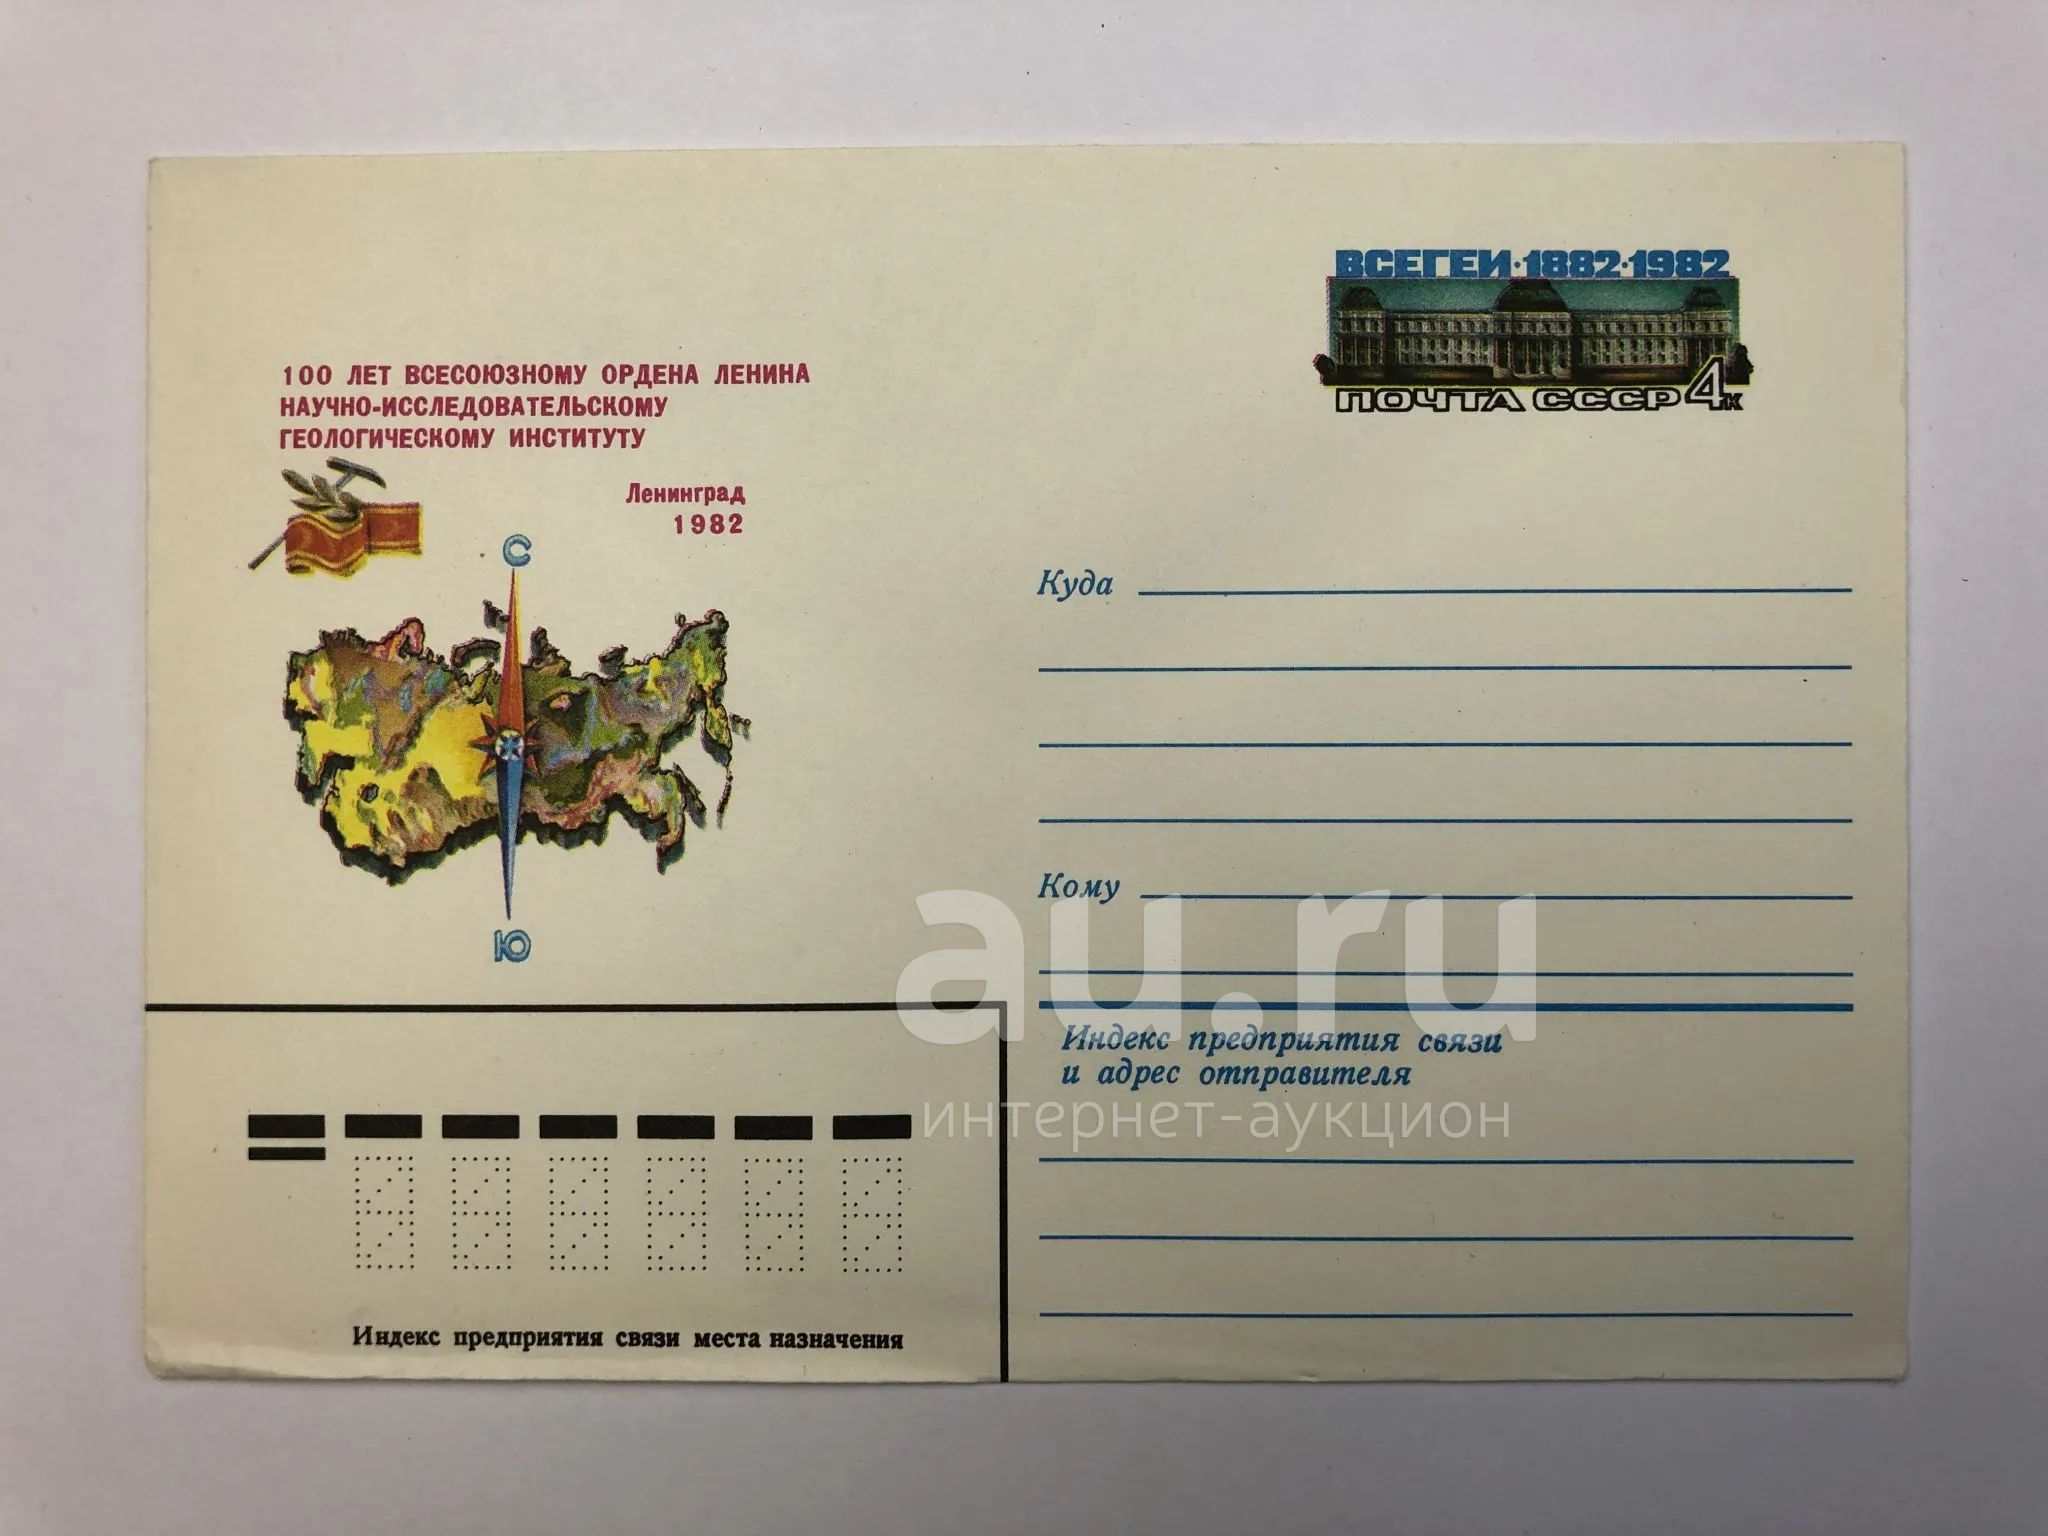 ВСЕГЕИ·1882·1982
ПОЧТА СССР 4к
100 ЛЕТ ВСЕСОЮЗНОМУ ОРДЕНА ЛЕНИНА
НАУЧНО-ИССЛЕДОВАТЕЛЬСКОМУ
ГЕОЛОГИЧЕСКОМУ ИНСТИТУТУ
Ленинград
1982
С
Ю
Куда
Кому
au.ru
Индекс предприятия связи
и адрес отправителя
интернет-аукцион
Индекс предприятия связи места назначения